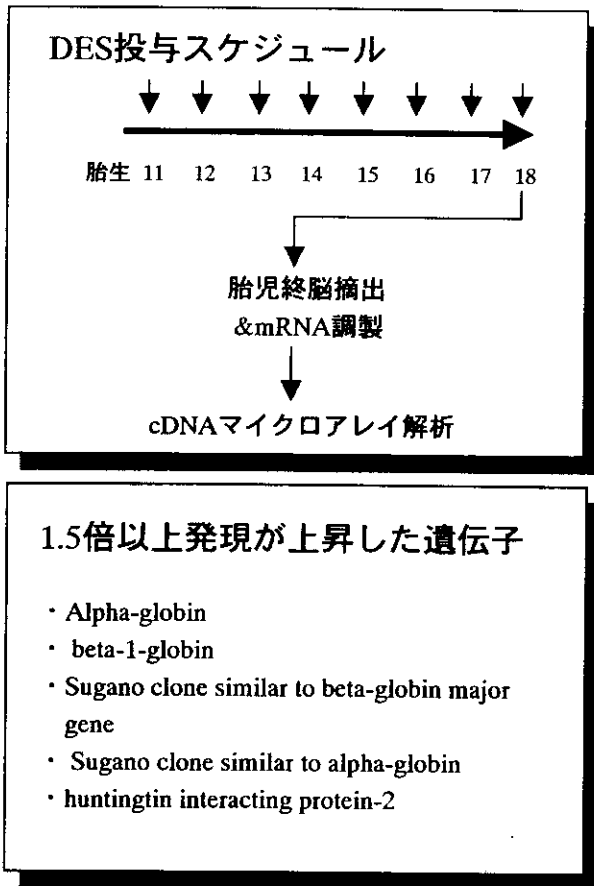 DES投与スケジュール
胎生 11 12 13 14 15 16 17 18
胎児終脳摘出
&mRNA調製
cDNAマイクロアレイ解析
1.5倍以上発現が上昇した遺伝子
・Alpha-globin
・ beta-1-globin
・Sugano clone similar to beta-globin major
gene
・ Sugano clone similar to alpha-globin
・huntingtin interacting protein-2